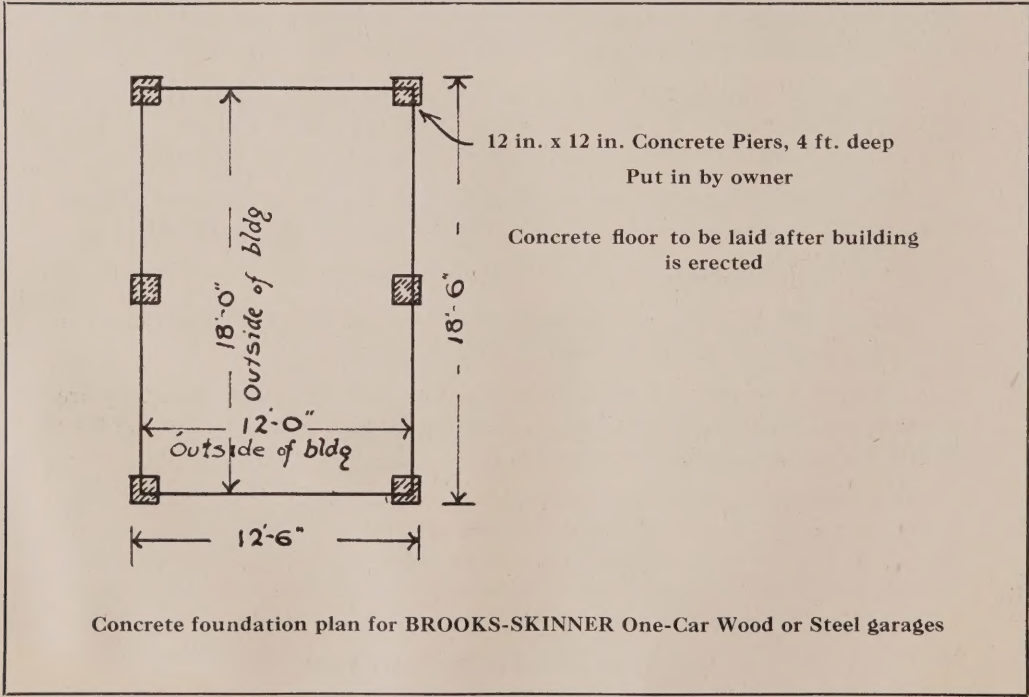 12 in. x 12 in. Concrete Piers, 4 ft. deep
Put in by owner
Concrete floor to be laid after building
is erected
18'-0"
Outside of bldg
18'-6"
12'-0"
Outside of bldg
12'-6"
Concrete foundation plan for BROOKS-SKINNER One-Car Wood or Steel garages